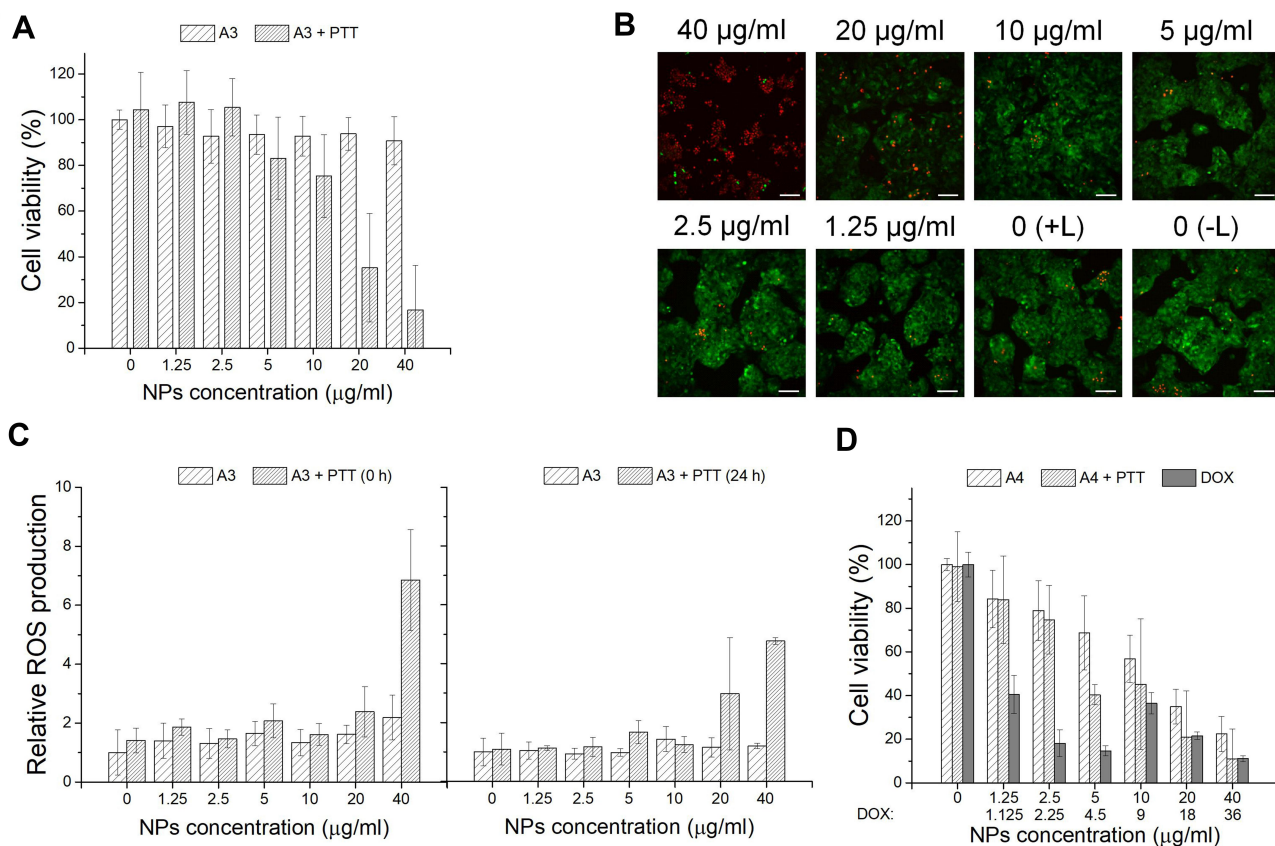 A
A3 A3 + PTT
120
100
80
60
40
20
0
Cell viability (%)
0 1.25 2.5 5 10 20 40
NPs concentration (μg/ml)
B
40 µg/ml 20 µg/ml 10 µg/ml 5 µg/ml
2.5 µg/ml 1.25 µg/ml 0 (+L) 0 (-L)
C
A3 A3 + PTT (0 h)
10
8
6
4
2
0
Relative ROS production
0 1.25 2.5 5 10 20 40
NPs concentration (μg/ml)
A3 A3 + PTT (24 h)
0 1.25 2.5 5 10 20 40
NPs concentration (μg/ml)
D
A4 A4 + PTT DOX
120
100
80
60
40
20
0
Cell viability (%)
0 1.25 2.5 5 10 20 40
DOX: 1.125 2.25 4.5 9 18 36
NPs concentration (μg/ml)